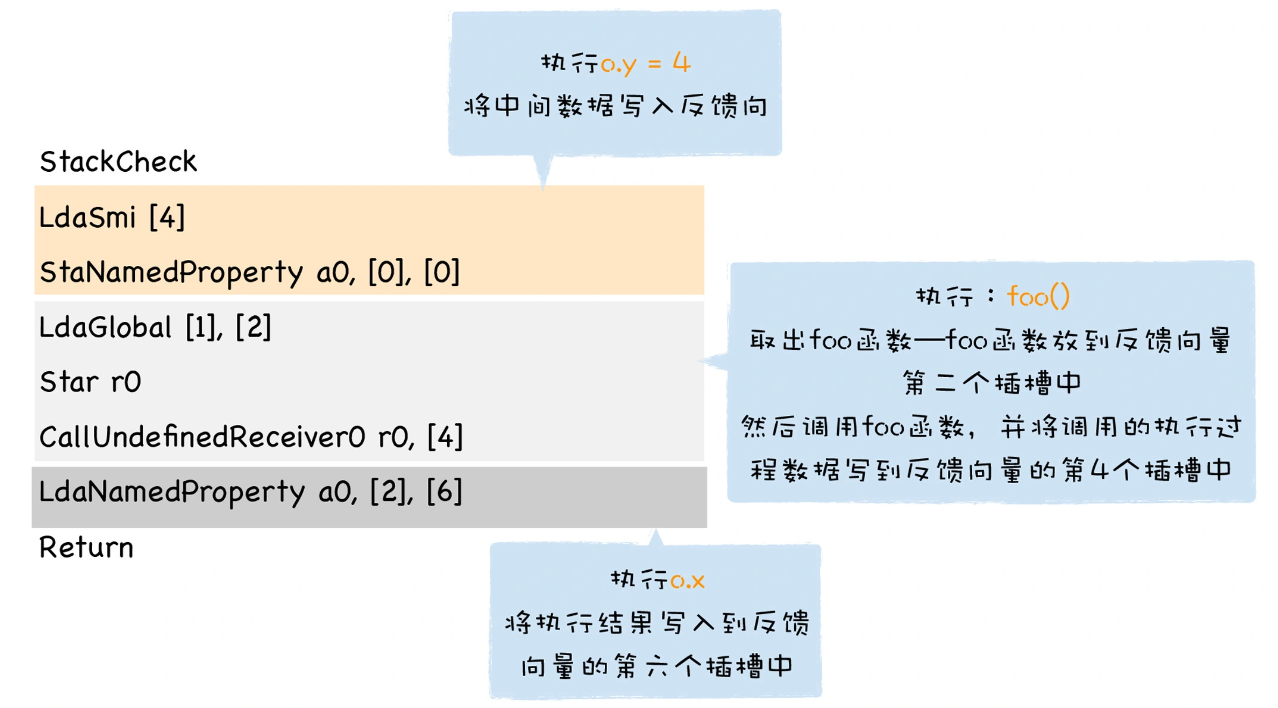 执行o.y = 4
将中间数据写入反馈向
StackCheck
LdaSmi [4]
StaNamedProperty a0, [0], [0]
LdaGlobal [1], [2]
Star r0
CallUndefinedReceiver0 r0, [4]
LdaNamedProperty a0, [2], [6]
Return
执行：foo()
取出foo函数—foo函数放到反馈向量
第二个插槽中
然后调用foo函数，并将调用的执行过
程数据写到反馈向量的第4个插槽中
执行o.x
将执行结果写入到反馈
向量的第六个插槽中